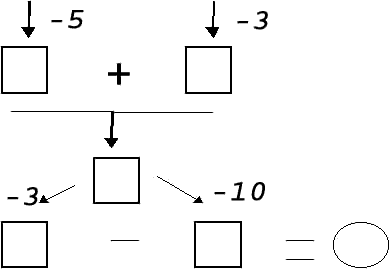 -5 -3
+
-3 -10
— =